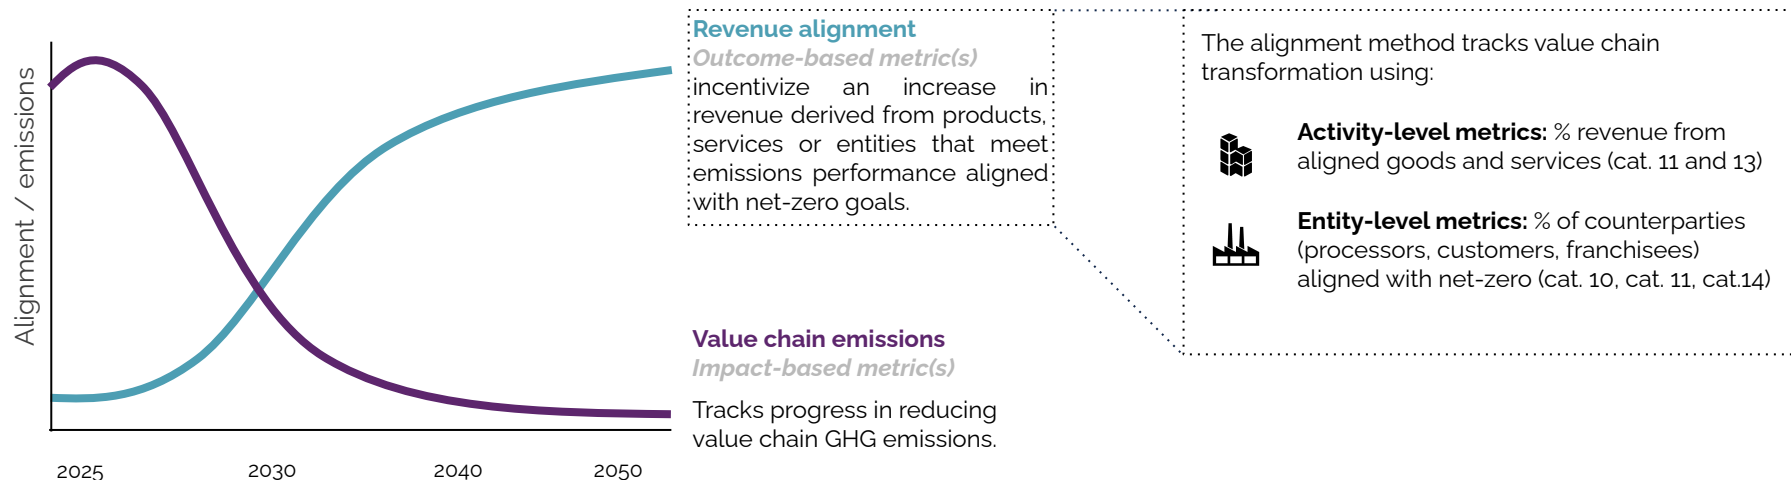 Alignment / emissions
2025
2030
2040
2050
Revenue alignment
Outcome-based metric(s)
incentivize an increase in
revenue derived from products,
services or entities that meet
emissions performance aligned
with net-zero goals.
Value chain emissions
Impact-based metric(s)
Tracks progress in reducing
value chain GHG emissions.
The alignment method tracks value chain
transformation using:
Activity-level metrics: % revenue from
aligned goods and services (cat. 11 and 13)
Entity-level metrics: % of counterparties
(processors, customers, franchisees)
aligned with net-zero (cat. 10, cat. 11, cat.14)